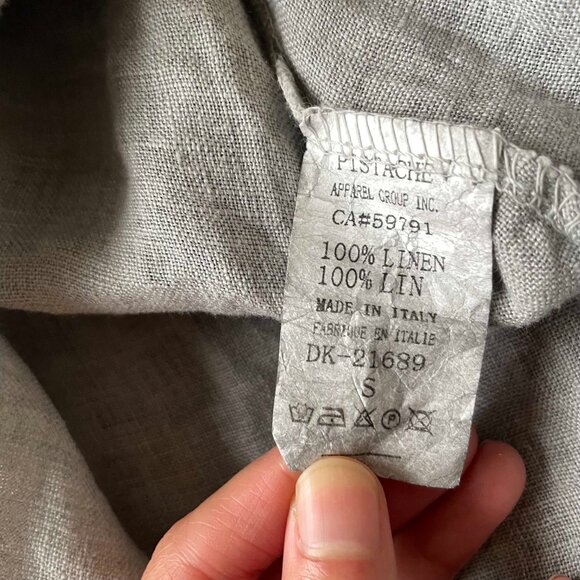 PISTACHE
APPAREL GROUP INC.
CA#59791
100% LINEN
100% LIN
MADE IN ITALY
FABRIQUE EN ITALIE
DK-21689
S